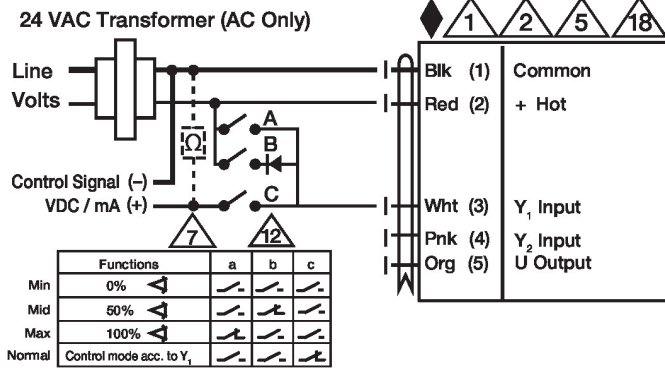 24 VAC Transformer (AC Only)
1 2 5 18
Line
Volts
Blk (1) Common
Red (2) + Hot
A
Ω
B
Control Signal (–)
VDC / mA (+)
C
Wht (3) Y1 Input
Pnk (4) Y2 Input
Org (5) U Output
7 12
Functions a b c
Min 0%
Mid 50%
Max 100%
Normal Control mode acc. to Y1